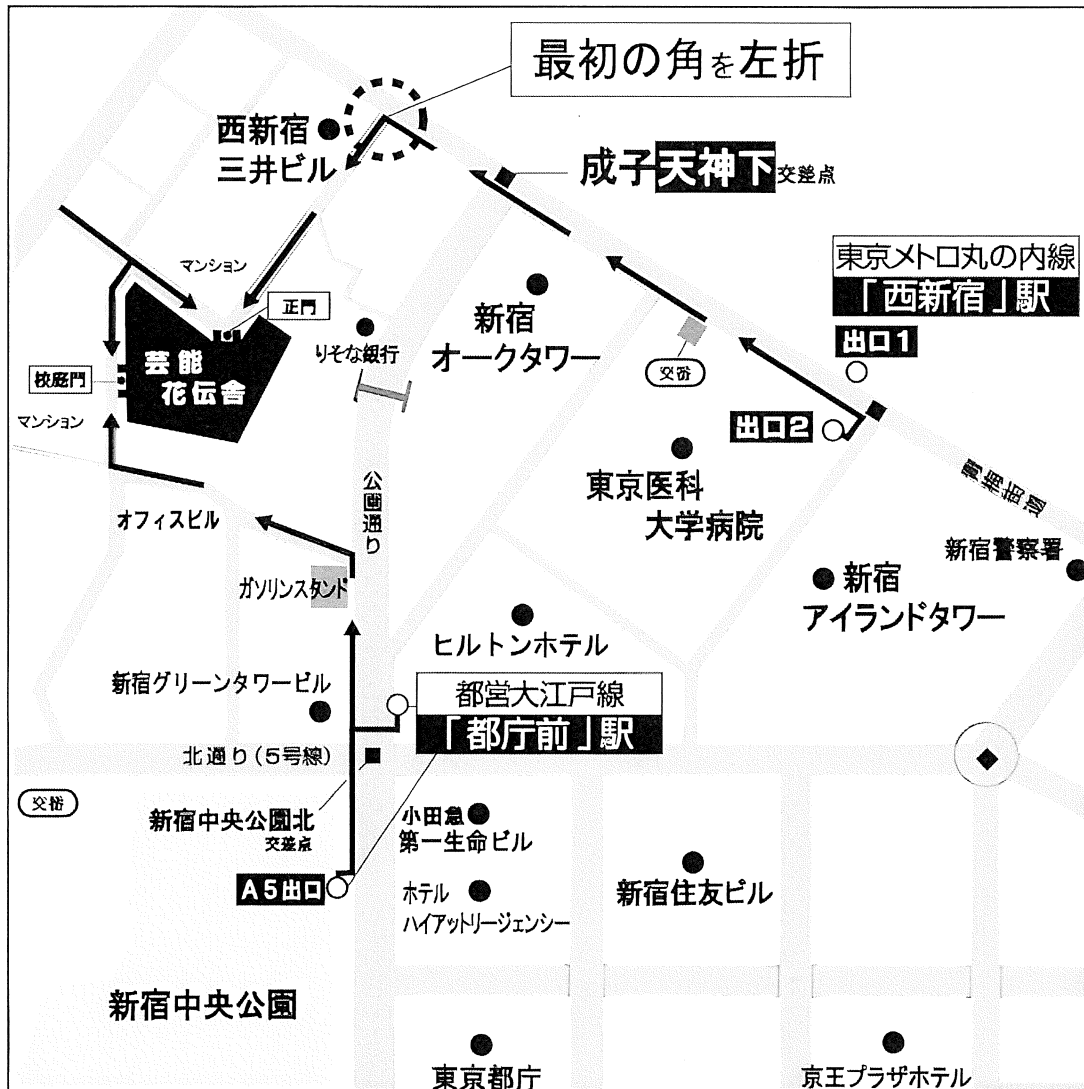 最初の角を左折
西新宿
三井ビル
成子天神下交差点
東京メトロ丸の内線
「西新宿」駅
出口1
マンション
正門
新宿
オークタワー
りそな銀行
交番
芸能
花伝舎
校庭門
マンション
出口2
東京医科
大学病院
青梅街道
公園通り
オフィスビル
新宿警察署
ガソリンスタンド
新宿
アイランドタワー
ヒルトンホテル
新宿グリーンタワービル
都営大江戸線
「都庁前」駅
北通り(5号線)
交番
新宿中央公園北
交差点
小田急
第一生命ビル
A5出口
ホテル
ハイアットリージェンシー
新宿住友ビル
新宿中央公園
東京都庁
京王プラザホテル